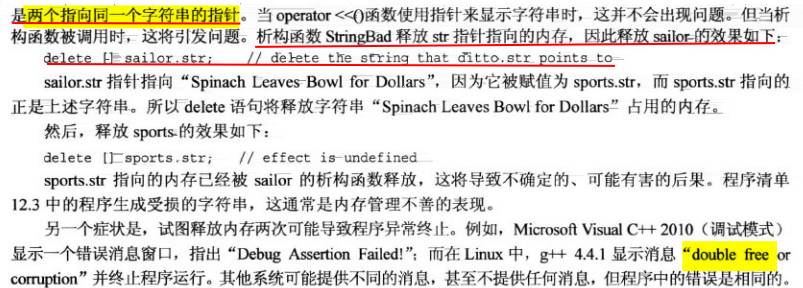 是两个指向同一个字符串的指针。当 operator <<()函数使用指针来显示字符串时，这并不会出现问题。但当析
构函数被调用时，这将引发问题。析构函数 StringBad 释放 str 指针指向的内存，因此释放 sailor 的效果如下：
delete [] sailor.str;    // delete the string that ditto.str points to
sailor.str 指针指向“Spinach Leaves Bowl for Dollars”，因为它被赋值为 sports.str，而 sports.str 指向的
正是上述字符串。所以 delete 语句将释放字符串“Spinach Leaves Bowl for Dollars”占用的内存。
然后，释放 sports 的效果如下：
delete [] sports.str;    // effect is undefined
sports.str 指向的内存已经被 sailor 的析构函数释放，这将导致不确定的、可能有害的后果。程序清单
12.3 中的程序生成受损的字符串，这通常是内存管理不善的表现。
另一个症状是，试图释放内存两次可能导致程序异常终止。例如，Microsoft Visual C++ 2010（调试模式）
显示一个错误消息窗口，指出“Debug Assertion Failed!”；而在 Linux 中，g++ 4.4.1 显示消息“double free or
corruption”并终止程序运行。其他系统可能提供不同的消息，甚至不提供任何消息，但程序中的错误是相同的。